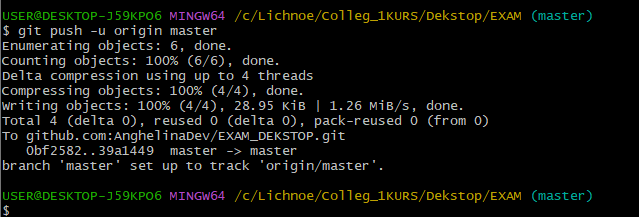 USER@DESKTOP-J59KPO6 MINGW64 /c/Lichnoe/Colleg_1KURS/Dekstop/EXAM (master)
$ git push -u origin master
Enumerating objects: 6, done.
Counting objects: 100% (6/6), done.
Delta compression using up to 4 threads
Compressing objects: 100% (4/4), done.
Writing objects: 100% (4/4), 28.95 KiB | 1.26 MiB/s, done.
Total 4 (delta 0), reused 0 (delta 0), pack-reused 0 (from 0)
To github.com:AnghelinaDev/EXAM_DEKSTOP.git
   0bf2582..39a1449  master -> master
branch 'master' set up to track 'origin/master'.
USER@DESKTOP-J59KPO6 MINGW64 /c/Lichnoe/Colleg_1KURS/Dekstop/EXAM (master)
$